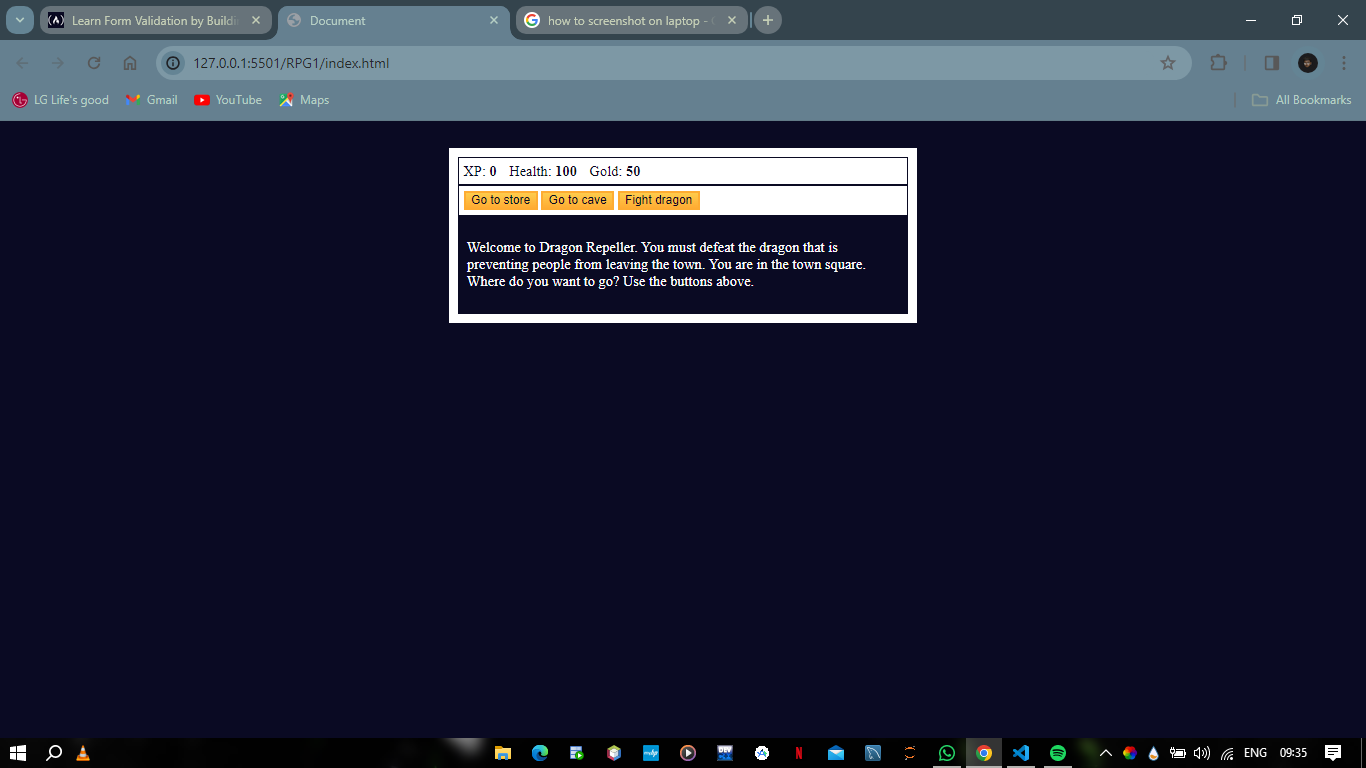 Learn Form Validation by Buildi
Document
how to screenshot on laptop - 
127.0.0.1:5501/RPG1/index.html
LG Life's good
Gmail
YouTube
Maps
All Bookmarks
XP: 0 Health: 100 Gold: 50
Go to store Go to cave Fight dragon
Welcome to Dragon Repeller. You must defeat the dragon that is
preventing people from leaving the town. You are in the town square.
Where do you want to go? Use the buttons above.
ENG 09:35